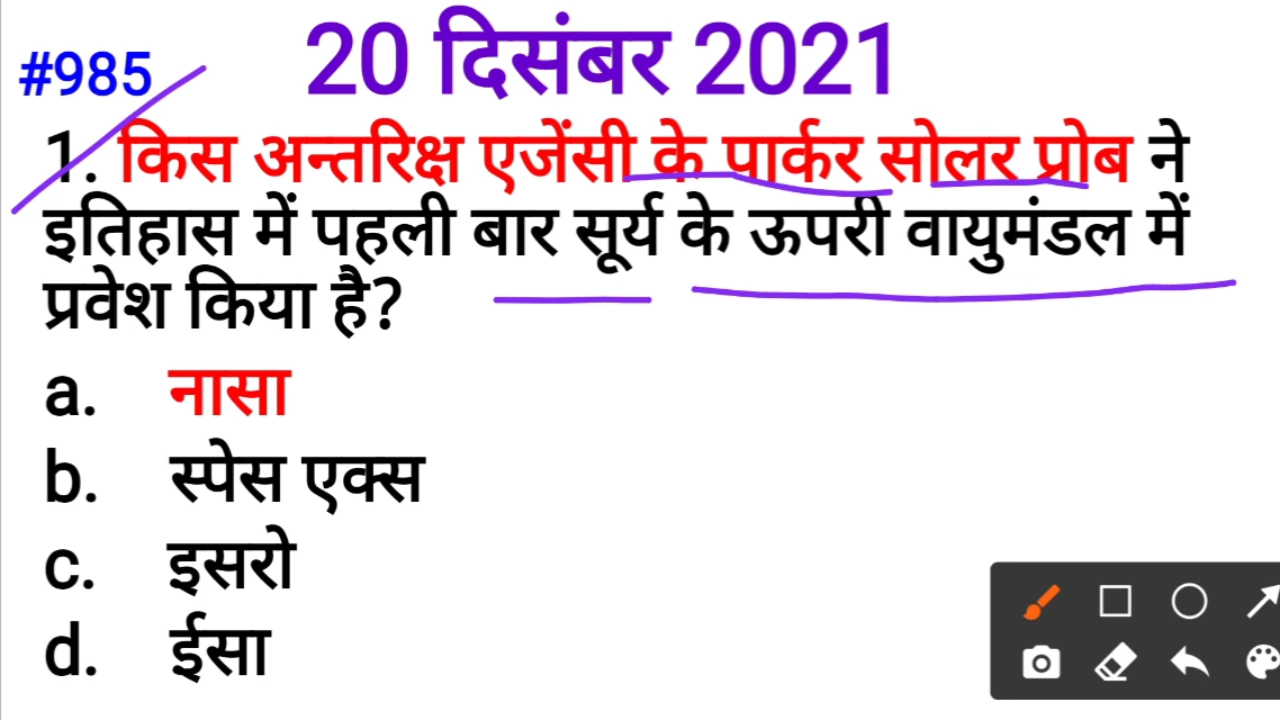 #985 20 दिसंबर 2021
1. किस अन्तरिक्ष एजेंसी के पार्कर सोलर प्रोब ने
इतिहास में पहली बार सूर्य के ऊपरी वायुमंडल में
प्रवेश किया है?
a. नासा
b. स्पेस एक्स
c. इसरो
d. ईसा